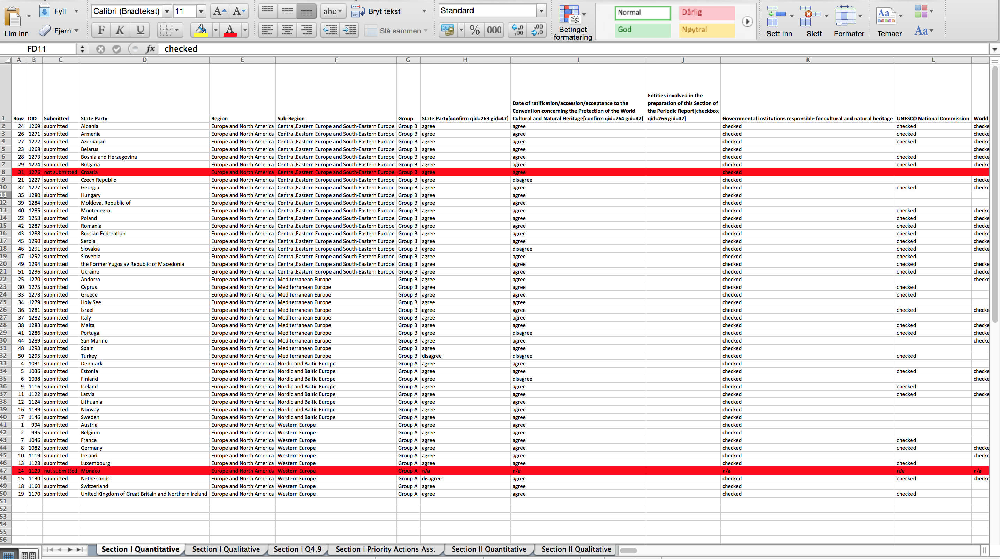 Fyll Calibri (Brødtekst) 11 A A abc Bryt tekst Standard Normal Dårlig
Lim inn Fjern F K U A Slå sammen % 000 ,0 ,00 ,00 ,0 Betinget formatering God Nøytral Sett inn Slett Formater Temaer Aa Aa
FD11 fx checked
A B C D E F G H I J K L
1 Row DID Submitted State Party Region Sub-Region Group State Party[confirm qid=263 gid=47] Date of ratification/accession/acceptance to the Convention concerning the Protection of the World Cultural and Natural Heritage[confirm qid=264 gid=47] Entities involved in the preparation of this Section of the Periodic Report[checkbox qid=265 gid=47] Governmental institutions responsible for cultural and natural heritage UNESCO National Commission World
2 24 1269 submitted Albania Europe and North America Central,Eastern Europe and South-Eastern Europe Group B agree agree checked checked checke
3 26 1271 submitted Armenia Europe and North America Central,Eastern Europe and South-Eastern Europe Group B agree agree checked checked checke
4 27 1272 submitted Azerbaijan Europe and North America Central,Eastern Europe and South-Eastern Europe Group B agree agree checked checked checke
5 23 1268 submitted Belarus Europe and North America Central,Eastern Europe and South-Eastern Europe Group B agree agree checked checke
6 28 1273 submitted Bosnia and Herzegovina Europe and North America Central,Eastern Europe and South-Eastern Europe Group B agree agree checked checked checke
7 29 1274 submitted Bulgaria Europe and North America Central,Eastern Europe and South-Eastern Europe Group B agree agree checked checked checke
8 31 1276 not submitted Croatia Europe and North America Central,Eastern Europe and South-Eastern Europe Group B agree agree checked
9 21 1227 submitted Czech Republic Europe and North America Central,Eastern Europe and South-Eastern Europe Group B agree disagree checked checke
10 32 1277 submitted Georgia Europe and North America Central,Eastern Europe and South-Eastern Europe Group B agree agree checked checked checke
11 35 1280 submitted Hungary Europe and North America Central,Eastern Europe and South-Eastern Europe Group B agree agree checked
12 39 1284 submitted Moldova, Republic of Europe and North America Central,Eastern Europe and South-Eastern Europe Group B agree agree checked
13 40 1285 submitted Montenegro Europe and North America Central,Eastern Europe and South-Eastern Europe Group B agree agree checked checked checke
14 22 1253 submitted Poland Europe and North America Central,Eastern Europe and South-Eastern Europe Group B agree agree checked checked checke
15 42 1287 submitted Romania Europe and North America Central,Eastern Europe and South-Eastern Europe Group B agree agree checked checked checke
16 43 1288 submitted Russian Federation Europe and North America Central,Eastern Europe and South-Eastern Europe Group B agree agree checked checked checke
17 45 1290 submitted Serbia Europe and North America Central,Eastern Europe and South-Eastern Europe Group B agree agree checked checked checke
18 46 1291 submitted Slovakia Europe and North America Central,Eastern Europe and South-Eastern Europe Group B agree disagree checked checked checke
19 47 1292 submitted Slovenia Europe and North America Central,Eastern Europe and South-Eastern Europe Group B agree agree checked checked
20 49 1294 submitted the Former Yugoslav Republic of Macedonia Europe and North America Central,Eastern Europe and South-Eastern Europe Group B agree agree checked checked checke
21 51 1296 submitted Ukraine Europe and North America Central,Eastern Europe and South-Eastern Europe Group B agree agree checked checked checke
22 25 1270 submitted Andorra Europe and North America Mediterranean Europe Group B agree agree checked checke
23 30 1275 submitted Cyprus Europe and North America Mediterranean Europe Group B agree agree checked checked
24 33 1278 submitted Greece Europe and North America Mediterranean Europe Group B agree agree checked checked
25 34 1279 submitted Holy See Europe and North America Mediterranean Europe Group B agree agree checked
26 36 1281 submitted Israel Europe and North America Mediterranean Europe Group B agree agree checked checked checke
27 37 1282 submitted Italy Europe and North America Mediterranean Europe Group B agree agree checked
28 38 1283 submitted Malta Europe and North America Mediterranean Europe Group B agree agree checked checked checke
29 41 1286 submitted Portugal Europe and North America Mediterranean Europe Group B agree disagree checked checked checke
30 44 1289 submitted San Marino Europe and North America Mediterranean Europe Group B agree agree checked checke
31 48 1293 submitted Spain Europe and North America Mediterranean Europe Group B agree agree checked
32 50 1295 submitted Turkey Europe and North America Mediterranean Europe Group B disagree disagree checked checked
33 4 1031 submitted Denmark Europe and North America Nordic and Baltic Europe Group A agree agree checked
34 5 1036 submitted Estonia Europe and North America Nordic and Baltic Europe Group A agree agree checked checked checke
35 6 1038 submitted Finland Europe and North America Nordic and Baltic Europe Group A agree disagree checked checke
36 9 1116 submitted Iceland Europe and North America Nordic and Baltic Europe Group A agree agree checked checked
37 11 1122 submitted Latvia Europe and North America Nordic and Baltic Europe Group A agree agree checked checked checke
38 12 1124 submitted Lithuania Europe and North America Nordic and Baltic Europe Group A agree agree checked
39 16 1139 submitted Norway Europe and North America Nordic and Baltic Europe Group A agree agree checked
40 17 1146 submitted Sweden Europe and North America Nordic and Baltic Europe Group A agree agree checked
41 1 994 submitted Austria Europe and North America Western Europe Group A agree agree checked
42 2 995 submitted Belgium Europe and North America Western Europe Group A agree agree checked
43 7 1046 submitted France Europe and North America Western Europe Group A agree agree checked checked
44 8 1082 submitted Germany Europe and North America Western Europe Group A agree agree checked checked checke
45 10 1119 submitted Ireland Europe and North America Western Europe Group A agree agree checked checke
46 13 1128 submitted Luxembourg Europe and North America Western Europe Group A agree agree checked checked
47 14 1129 not submitted Monaco Europe and North America Western Europe Group A n/a n/a n/a n/a n/a
48 15 1130 submitted Netherlands Europe and North America Western Europe Group A disagree agree checked checked checke
49 18 1160 submitted Switzerland Europe and North America Western Europe Group A agree agree checked
50 19 1170 submitted United Kingdom of Great Britain and Northern Ireland Europe and North America Western Europe Group A agree agree checked checked
51
52
53
54
55
56
Section I Quantitative Section I Qualitative Section I Q4.9 Section I Priority Actions Ass. Section II Quantitative Section II Qualitative